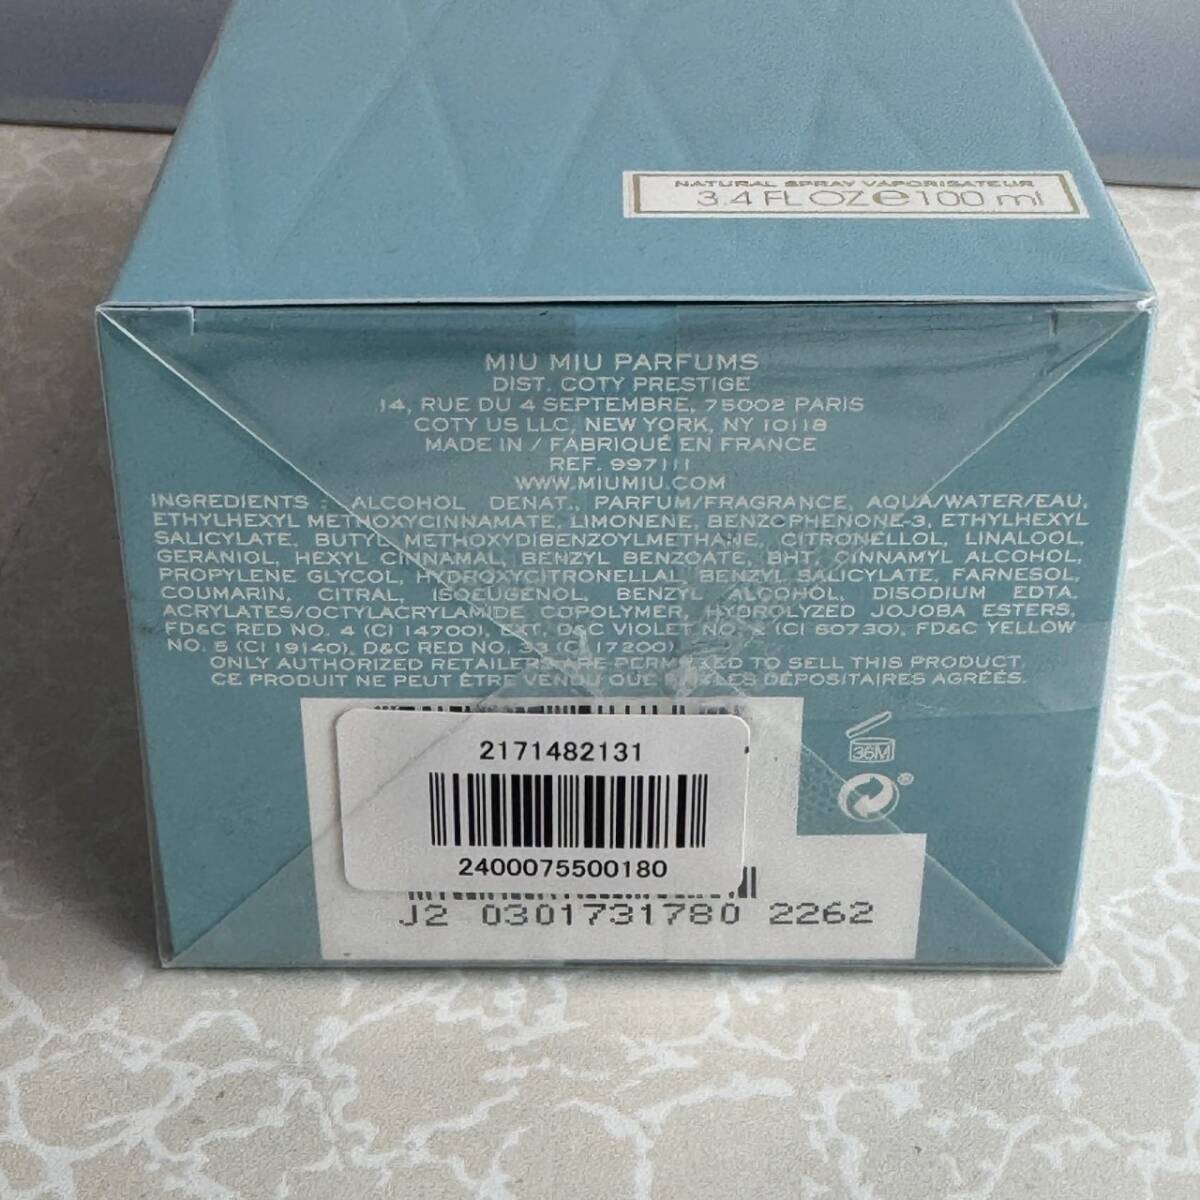 NATURAL SPRAY VAPORISATEUR
3.4 FL OZ e 100 ml
MIU MIU PARFUMS
DIST. COTY PRESTIGE
14, RUE DU 4 SEPTEMBRE, 75002 PARIS
COTY US LLC, NEW YORK, NY 10118
MADE IN / FABRIQUÉ EN FRANCE
REF. 997111
WWW.MIUMIU.COM
INGREDIENTS : ALCOHOL DENAT., PARFUM/FRAGRANCE, AQUA/WATER/EAU,
ETHYLHEXYL METHOXYCINNAMATE, LIMONENE, BENZOPHENONE-3, ETHYLHEXYL
SALICYLATE, BUTYL METHOXYDIBENZOYLMETHANE, CITRONELLOL, LINALOOL,
GERANIOL, HEXYL CINNAMAL, BENZYL BENZOATE, BHT, CINNAMYL ALCOHOL,
PROPYLENE GLYCOL, HYDROXYCITRONELLAL, BENZYL SALICYLATE, FARNESOL,
COUMARIN, CITRAL, ISOEUGENOL, BENZYL ALCOHOL, DISODIUM EDTA,
ACRYLATES/OCTYLACRYLAMIDE COPOLYMER, HYDROLYZED JOJOBA ESTERS,
FD&C RED NO. 4 (CI 14700), EXT. D&C VIOLET NO. 2 (CI 60730), FD&C YELLOW
NO. 5 (CI 19140), D&C RED NO. 33 (CI 17200).
ONLY AUTHORIZED RETAILERS ARE PERMITTED TO SELL THIS PRODUCT.
CE PRODUIT NE PEUT ÊTRE VENDU QUE PAR LES DÉPOSITAIRES AGRÉÉS.
36M
®
2171482131
2400075500180
J2 0301731780 2262